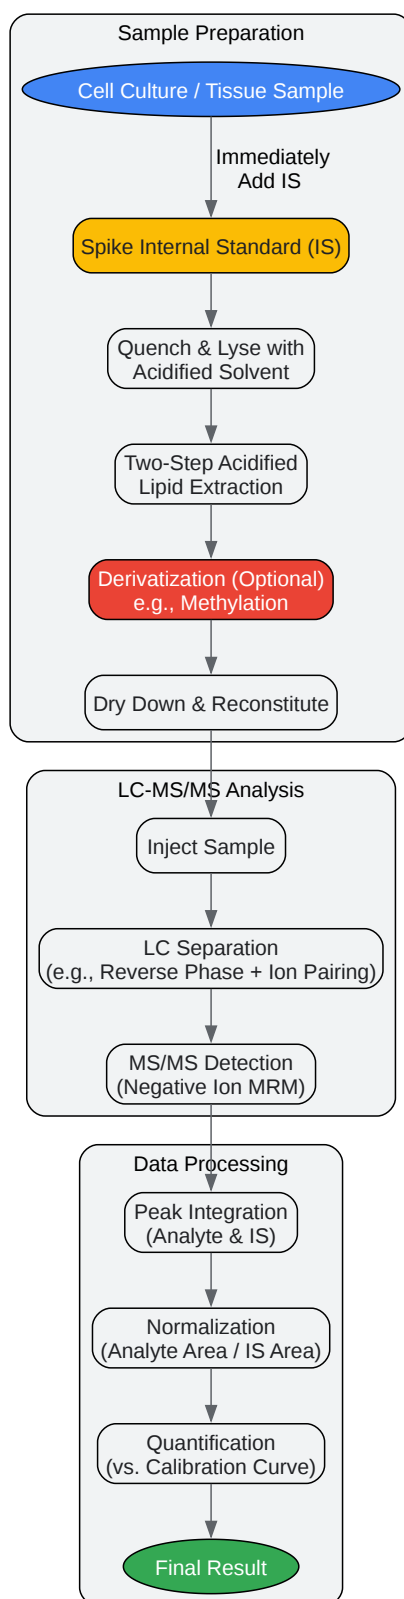 Sample Preparation
Cell Culture / Tissue Sample
Immediately
Add IS
Spike Internal Standard (IS)
Quench & Lyse with
Acidified Solvent
Two-Step Acidified
Lipid Extraction
Derivatization (Optional)
e.g., Methylation
Dry Down & Reconstitute
LC-MS/MS Analysis
Inject Sample
LC Separation
(e.g., Reverse Phase + Ion Pairing)
MS/MS Detection
(Negative Ion MRM)
Data Processing
Peak Integration
(Analyte & IS)
Normalization
(Analyte Area / IS Area)
Quantification
(vs. Calibration Curve)
Final Result